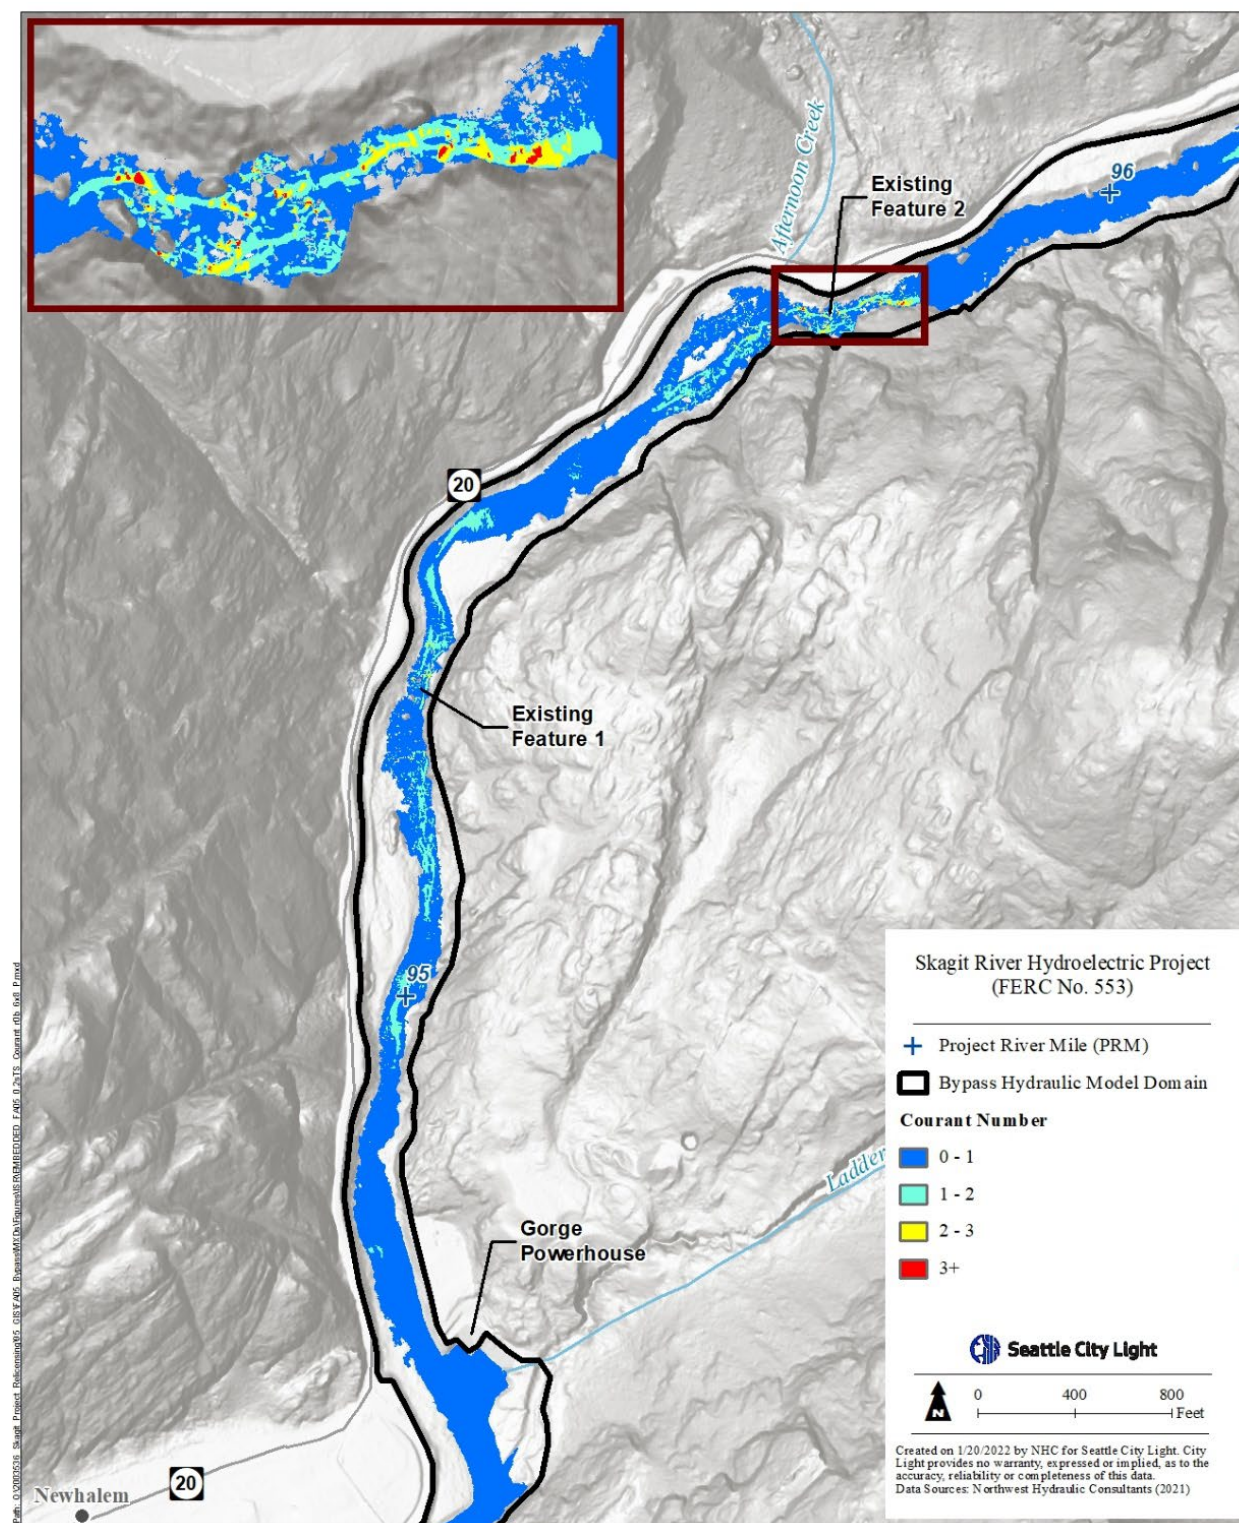 Afternoon Creek
Existing
Feature 2
96
20
Existing
Feature 1
95
Skagit River Hydroelectric Project
(FERC No. 553)
Project River Mile (PRM)
Bypass Hydraulic Model Domain
Courant Number
0 - 1
1 - 2
2 - 3
3+
Ladder
Gorge
Powerhouse
Seattle City Light
N
0 400 800
Feet
Created on 1/20/2022 by NHC for Seattle City Light. City
Light provides no warranty, expressed or implied, as to the
accuracy, reliability or completeness of this data.
Data Sources: Northwest Hydraulic Consultants (2021)
20
Newhalem